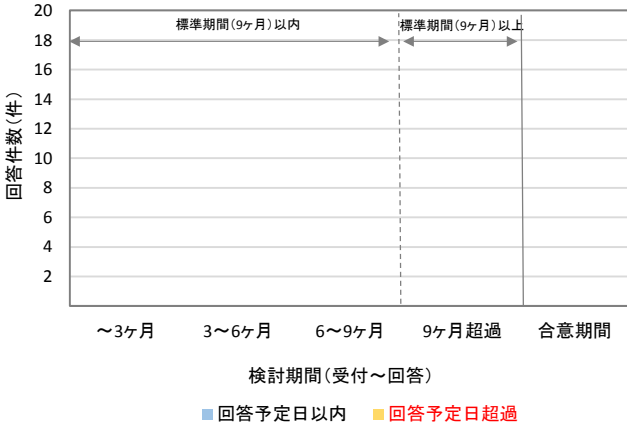 20
標準期間(9ヶ月)以内
標準期間(9ヶ月)以上
18
16
14
12
10
8
6
4
2
回答件数(件)
～3ヶ月
3～6ヶ月
6～9ヶ月
9ヶ月超過
合意期間
検討期間(受付～回答)
回答予定日以内
回答予定日超過